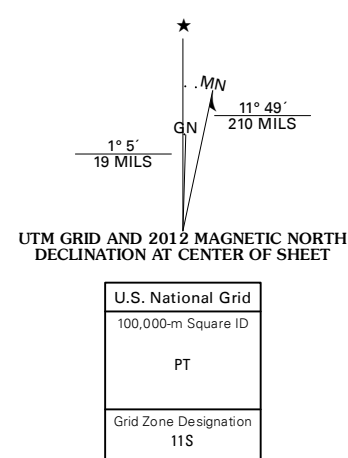 ★
MN
11° 49´
210 MILS
GN
1° 5´
19 MILS
UTM GRID AND 2012 MAGNETIC NORTH
DECLINATION AT CENTER OF SHEET
U.S. National Grid
100,000-m Square ID
PT
Grid Zone Designation
11S